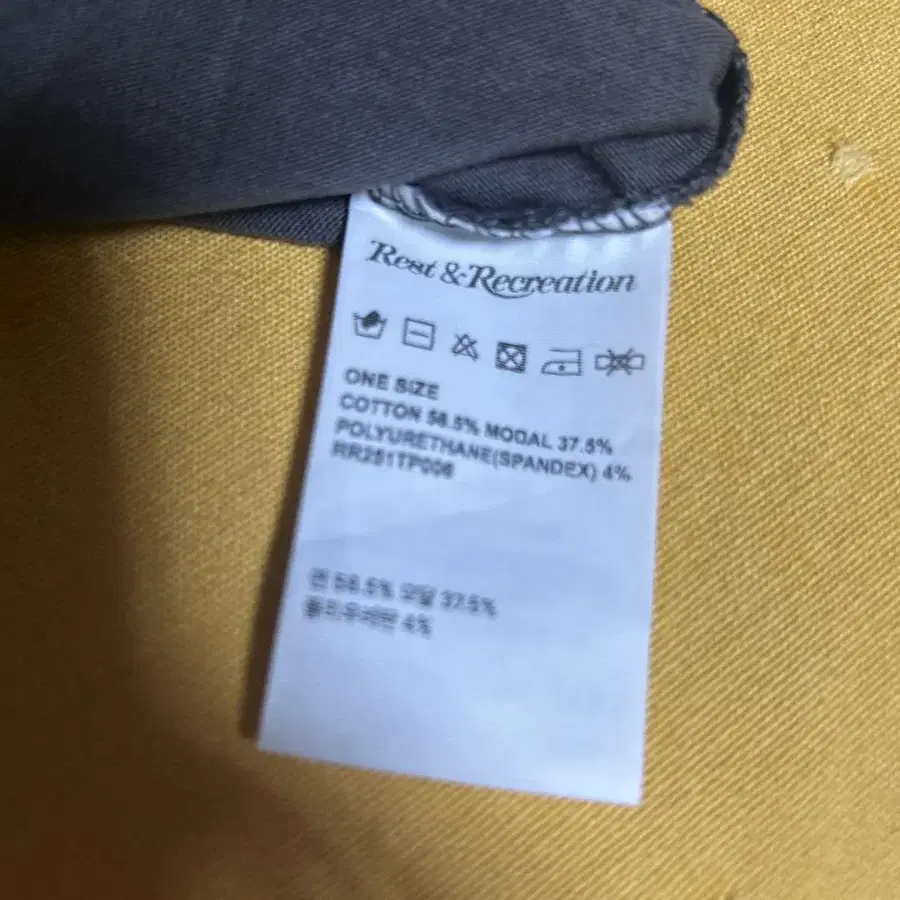 Rest & Recreation
ONE SIZE
COTTON 58.5% MODAL 37.5%
POLYURETHANE(SPANDEX) 4%
RR251TP006
면 58.5% 모달 37.5%
폴리우레탄 4%